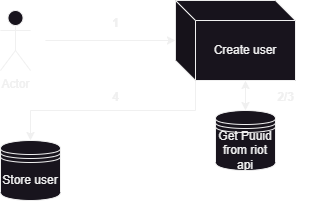 1
Create user
Actor
4
2/3
Get Puuid
from riot
api
Store user